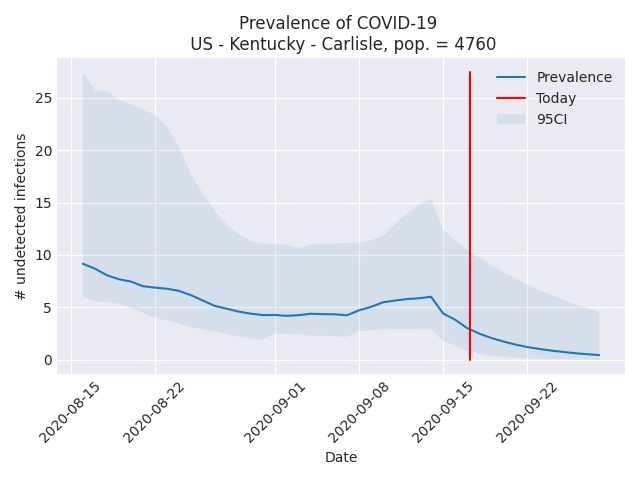 Prevalence of COVID-19
US - Kentucky - Carlisle, pop. = 4760
# undetected infections
25
20
15
10
5
0
Prevalence
Today
95CI
2020-08-15
2020-08-22
2020-09-01
2020-09-08
2020-09-15
2020-09-22
Date